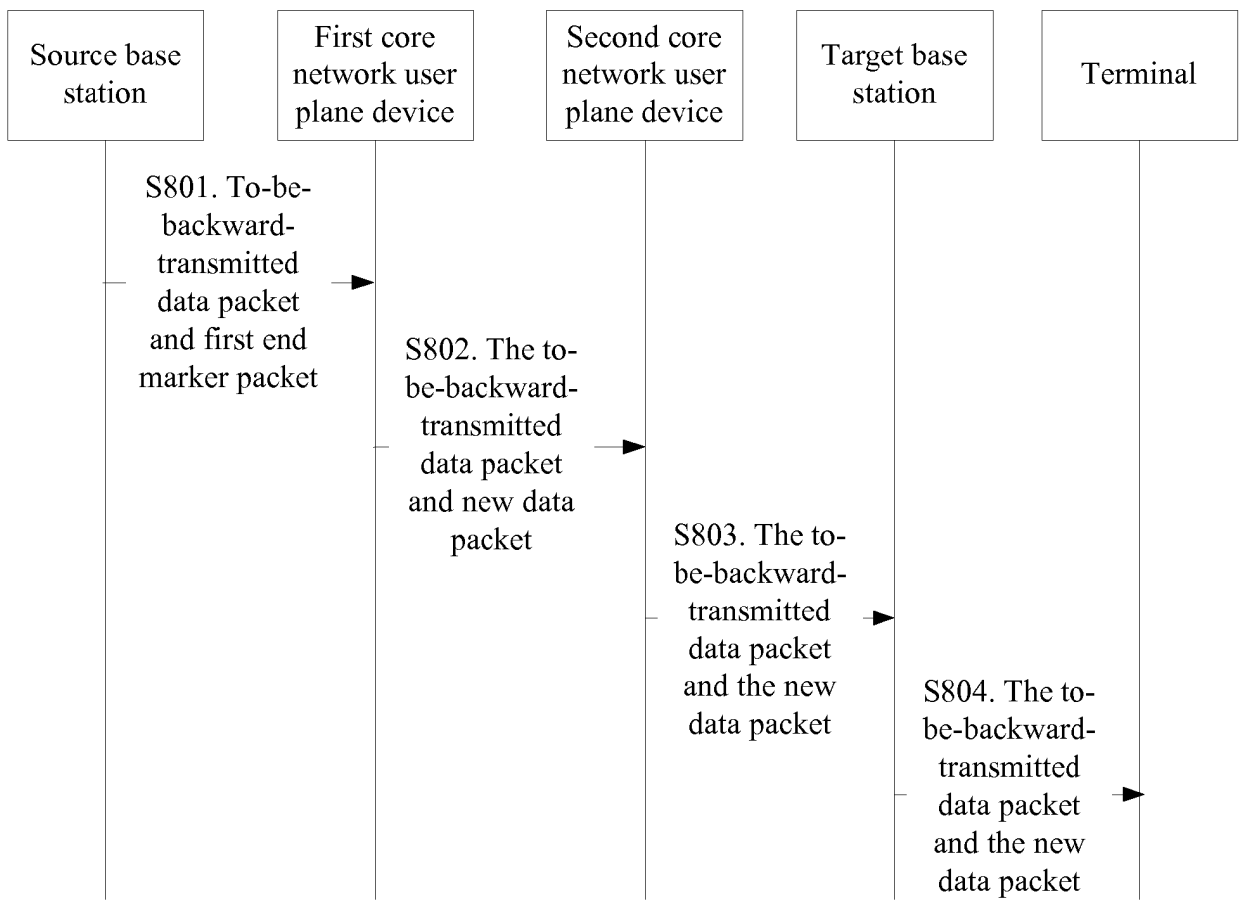 Source base
station
First core
network user
plane device
Second core
network user
plane device
Target base
station
Terminal
S801. To-be-
backward-
transmitted
data packet
and first end
marker packet
S802. The to-
be-backward-
transmitted
data packet
and new data
packet
S803. The to-
be-backward-
transmitted
data packet
and the new
data packet
S804. The to-
be-backward-
transmitted
data packet
and the new
data packet